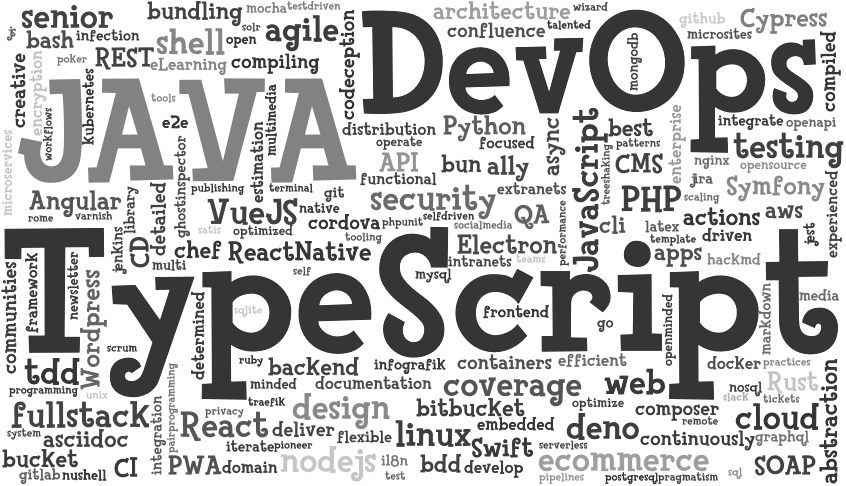 senior
bundling
mocha
testdriven
architecture
wizard
github
Cypress
bash
infection
solr
open
agile
confluence
talented
microsites
REST
shell
poker
eLearning
compiling
codeception
DevOps
mongodb
compiled
creative
encryption
workflows
kubernetes
JAVA
tools
e2e
multimedia
estimation
ghostinspector
distribution
operate
Python
focused
async
JavaScript
best
patterns
treeshaking
enterprise
integrate
openapi
testing
microservices
API
functional
bun
ally
CMS
nginx
opensource
jira
Symfony
experienced
Angular
rome
varnish
library
detailed
publishing
terminal
git
security
extranets
PHP
scaling
VueJS
native
cordova
phpunit
selfdriven
socialmedia
QA
performance
cli
latex
actions
aws
jest
jenkins
CD
satis
optimized
tooling
template
driven
chef
ReactNative
Electron
intranets
teams
apps
hackmd
multi
self
mysql
TypeScript
communities
framework
newsletter
Wordpress
determined
sqlite
frontend
go
openminded
markdown
media
scrum
ruby
backend
infografik
containers
efficient
docker
practices
tdd
programming
unix
pairprogramming
minded
documentation
coverage
web
nosql
slack
Rust
tickets
abstraction
traefik
privacy
design
bitbucket
optimize
composer
remote
cloud
fullstack
system
asciidoc
integration
React
deliver
flexible
linux
embedded
deno
continuously
graphql
iterate
pioneer
Swift
serverless
bucket
gitlab
nushell
CI
PWA
domain
nodejs
i18n
test
bdd
develop
ecommerce
pipelines
postgresql
pragmatism
sql
SOAP